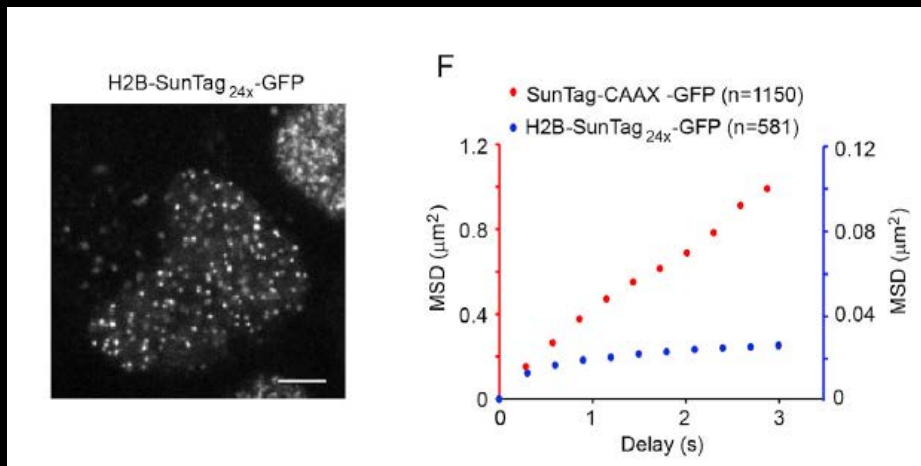 H2B-SunTag24x-GFP
F
SunTag-CAAX -GFP (n=1150)
H2B-SunTag24x-GFP (n=581)
1.2
0.8
0.4
0
MSD (μm²)
0.12
0.08
0.04
0
MSD (μm²)
0 1 2 3
Delay (s)